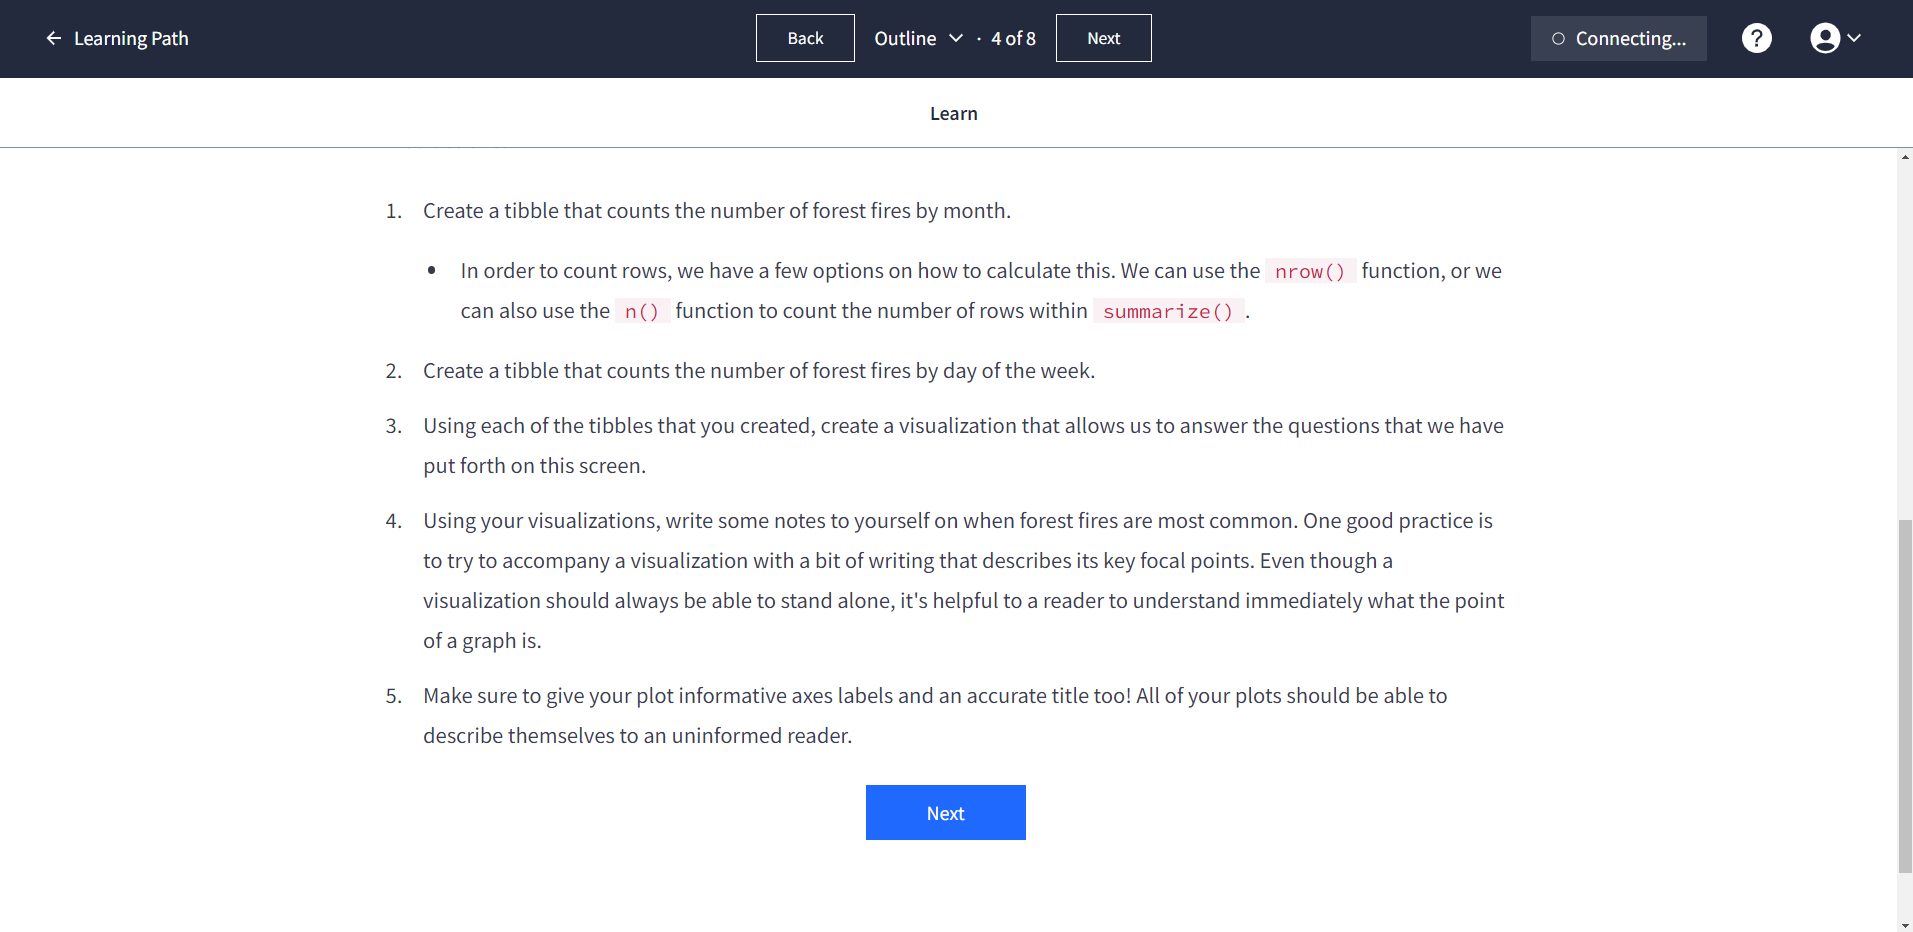 Learning Path
Back
Outline · 4 of 8
Next
Connecting...
?
Learn
1. Create a tibble that counts the number of forest fires by month.
• In order to count rows, we have a few options on how to calculate this. We can use the nrow() function, or we
can also use the n() function to count the number of rows within summarize() .
2. Create a tibble that counts the number of forest fires by day of the week.
3. Using each of the tibbles that you created, create a visualization that allows us to answer the questions that we have
put forth on this screen.
4. Using your visualizations, write some notes to yourself on when forest fires are most common. One good practice is
to try to accompany a visualization with a bit of writing that describes its key focal points. Even though a
visualization should always be able to stand alone, it's helpful to a reader to understand immediately what the point
of a graph is.
5. Make sure to give your plot informative axes labels and an accurate title too! All of your plots should be able to
describe themselves to an uninformed reader.
Next